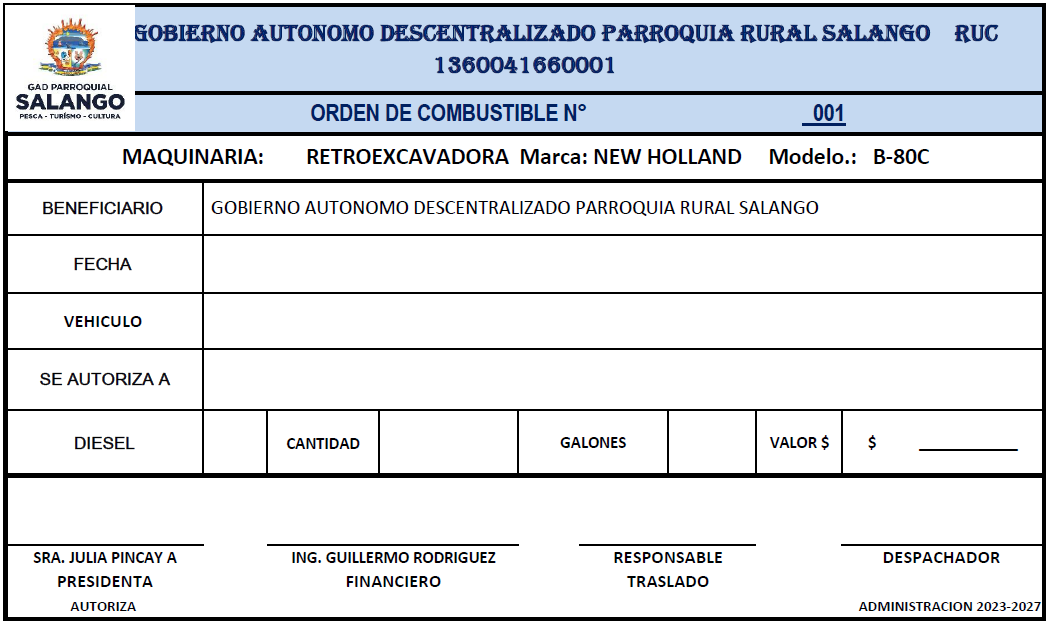 GOBIERNO AUTONOMO DESCENTRALIZADO PARROQUIA RURAL SALANGO RUC
1360041660001
GAD PARROQUIAL
SALANGO
PESCA - TURÍSMO - CULTURA
ORDEN DE COMBUSTIBLE N° 001
MAQUINARIA: RETROEXCAVADORA Marca: NEW HOLLAND Modelo.: B-80C
BENEFICIARIO GOBIERNO AUTONOMO DESCENTRALIZADO PARROQUIA RURAL SALANGO
FECHA
VEHICULO
SE AUTORIZA A
DIESEL CANTIDAD GALONES VALOR $ $ ________
SRA. JULIA PINCAY A ING. GUILLERMO RODRIGUEZ RESPONSABLE DESPACHADOR
PRESIDENTA FINANCIERO TRASLADO
AUTORIZA ADMINISTRACION 2023-2027